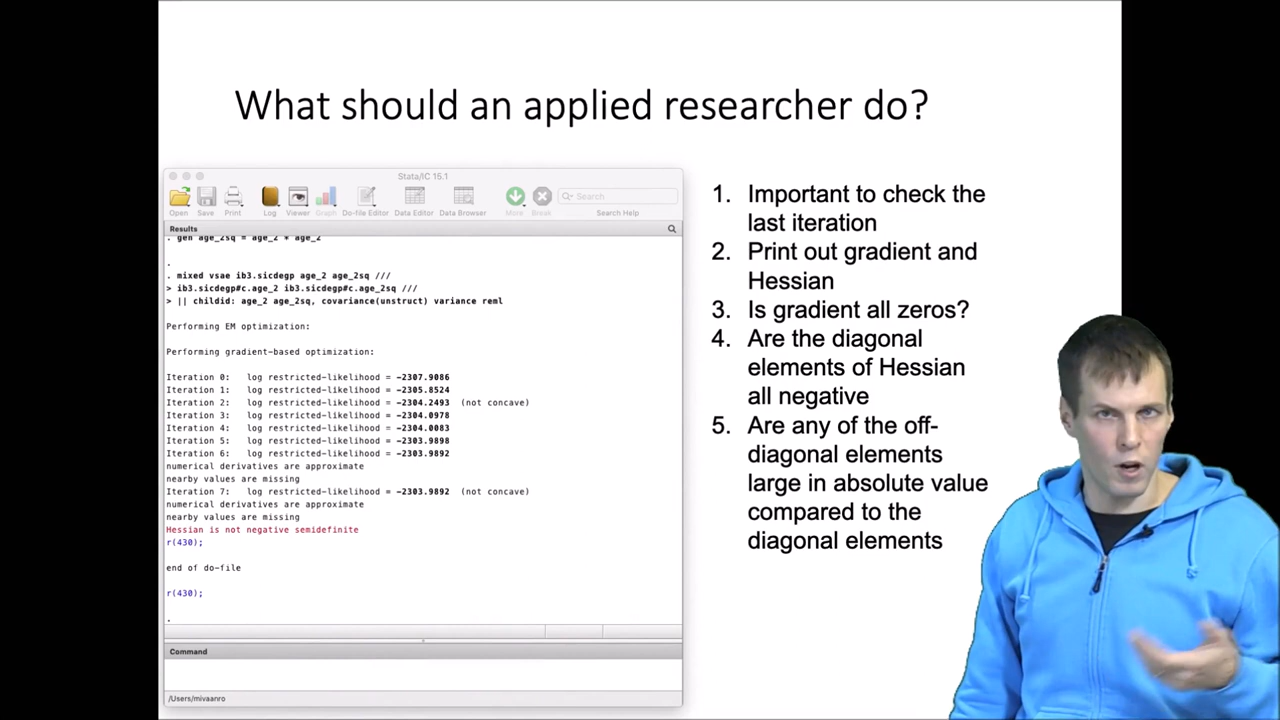 What should an applied researcher do?
Stata/IC 15.1
Open Save Print Log Viewer Graph Do-file Editor Data Editor Data Browser More Break Search
Search Help
Results
. gen age_2sq = age_2 * age_2
.
. mixed vsae ib3.sicdegp age_2 age_2sq ///
> ib3.sicdegp#c.age_2 ib3.sicdegp#c.age_2sq ///
> || childid: age_2 age_2sq, covariance(unstruct) variance reml
Performing EM optimization:
Performing gradient-based optimization:
Iteration 0: log restricted-likelihood = -2307.9086
Iteration 1: log restricted-likelihood = -2305.8524
Iteration 2: log restricted-likelihood = -2304.2493 (not concave)
Iteration 3: log restricted-likelihood = -2304.0978
Iteration 4: log restricted-likelihood = -2304.0083
Iteration 5: log restricted-likelihood = -2303.9898
Iteration 6: log restricted-likelihood = -2303.9892
numerical derivatives are approximate
nearby values are missing
Iteration 7: log restricted-likelihood = -2303.9892 (not concave)
numerical derivatives are approximate
nearby values are missing
Hessian is not negative semidefinite
r(430);
end of do-file
r(430);
.
Command
/Users/mivaanro
1. Important to check the
last iteration
2. Print out gradient and
Hessian
3. Is gradient all zeros?
4. Are the diagonal
elements of Hessian
all negative
5. Are any of the off-
diagonal elements
large in absolute value
compared to the
diagonal elements